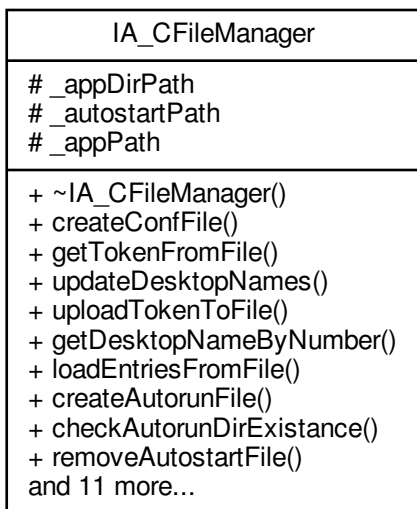 IA_CFileManager
# _appDirPath
# _autostartPath
# _appPath
+ ~IA_CFileManager()
+ createConfFile()
+ getTokenFromFile()
+ updateDesktopNames()
+ uploadTokenToFile()
+ getDesktopNameByNumber()
+ loadEntriesFromFile()
+ createAutorunFile()
+ checkAutorunDirExistance()
+ removeAutostartFile()
and 11 more...